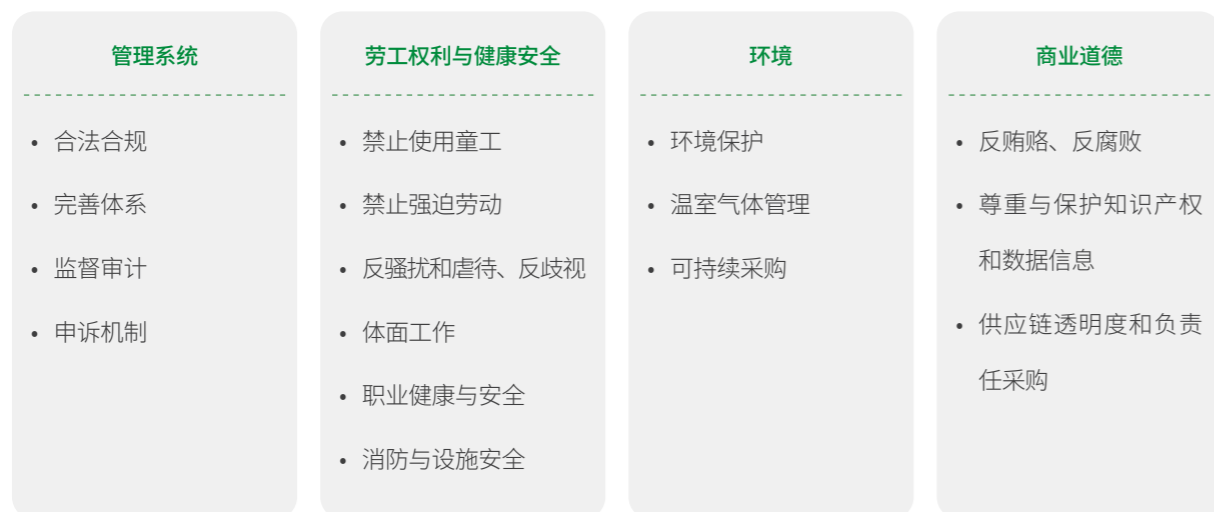 管理系统
• 合法合规
• 完善体系
• 监督审计
• 申诉机制
劳工权利与健康安全
• 禁止使用童工
• 禁止强迫劳动
• 反骚扰和虐待、反歧视
• 体面工作
• 职业健康与安全
• 消防与设施安全
环境
• 环境保护
• 温室气体管理
• 可持续采购
商业道德
• 反贿赂、反腐败
• 尊重与保护知识产权
和数据信息
• 供应链透明度和负责
任采购